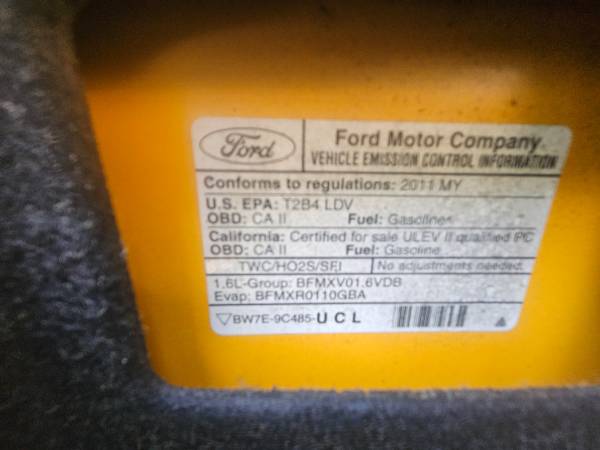 Ford
Ford Motor Company
VEHICLE EMISSION CONTROL INFORMATION
Conforms to regulations: 2011 MY
U.S. EPA: T2B4 LDV
OBD: CA II Fuel: Gasoline
California: Certified for sale ULEV II qualified PC
OBD: CA II Fuel: Gasoline
TWC/HO2S/SFI No adjustments needed.
1.6L-Group: BFMXV01.6VDB
Evap: BFMXR0110GBA
BW7E-9C485-UCL